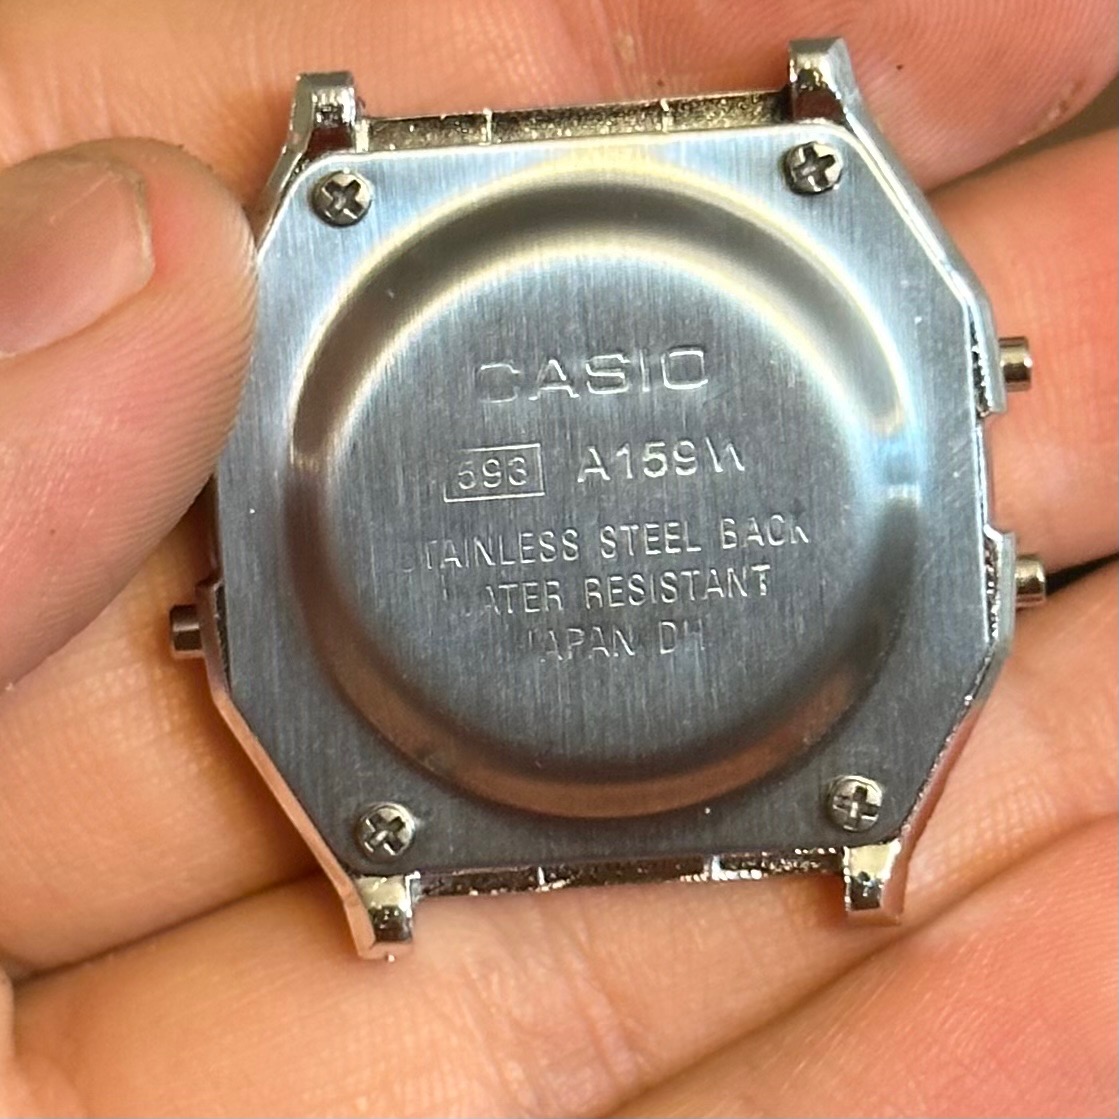 CASIO
593 A159W
STAINLESS STEEL BACK
WATER RESISTANT
JAPAN DH